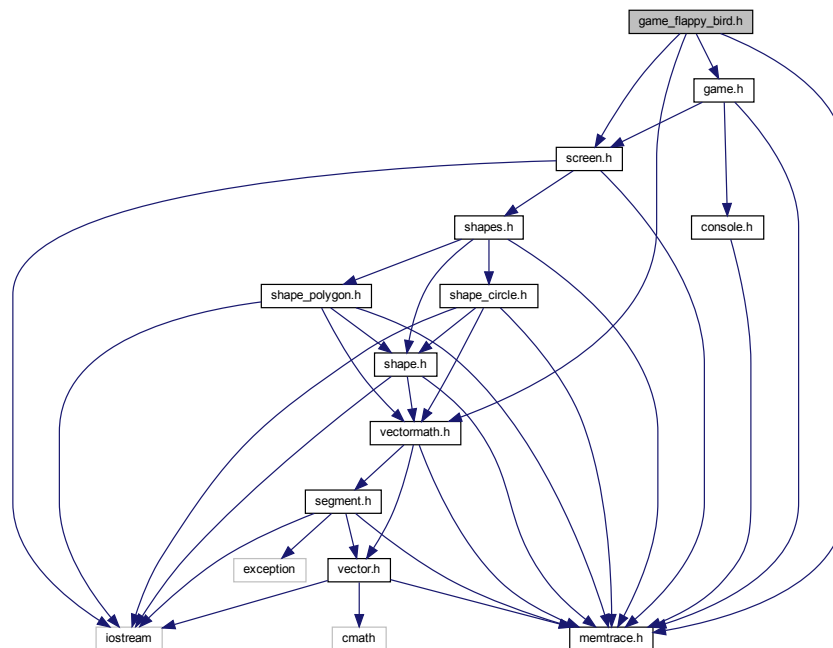 game_flappy_bird.h
game.h
screen.h
shapes.h
console.h
shape_polygon.h
shape_circle.h
shape.h
vectormath.h
segment.h
exception
vector.h
iostream
cmath
memtrace.h